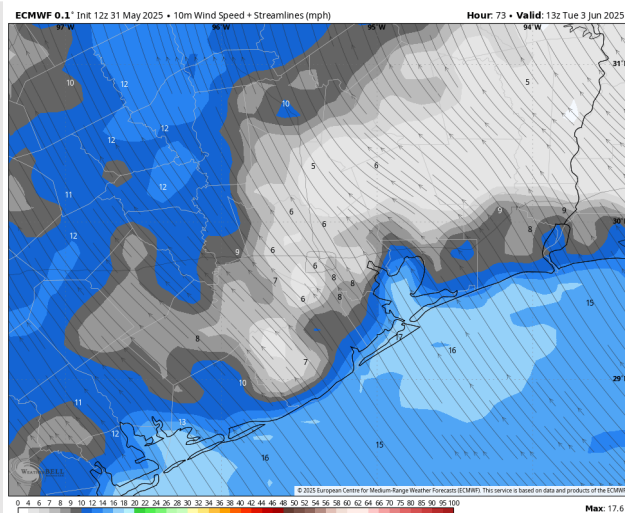 ECMWF 0.1° Init 12z 31 May 2025 • 10m Wind Speed + Streamlines (mph)
Hour: 73 • Valid: 13z Tue 3 Jun 2025
97°W 96°W 95°W 94°W
31°
10 12 5
10
12
12
12 5 6
11
6 9 9
6 8 30°
12
9 6
6 8
7 8
6 8
15
8 17
16
7
10 29°
11
13
12
15
16
WeatherBELL
© 2025 European Centre for Medium-Range Weather Forecasts (ECMWF). This service is based on data and products of the ECMWF
0 4 6 7 8 9 10 12 14 16 18 20 22 24 26 28 30 32 34 36 38 40 42 44 46 48 50 52 54 56 58 60 62 64 66 68 70 75 80 85 90 95 100
Max: 17.6